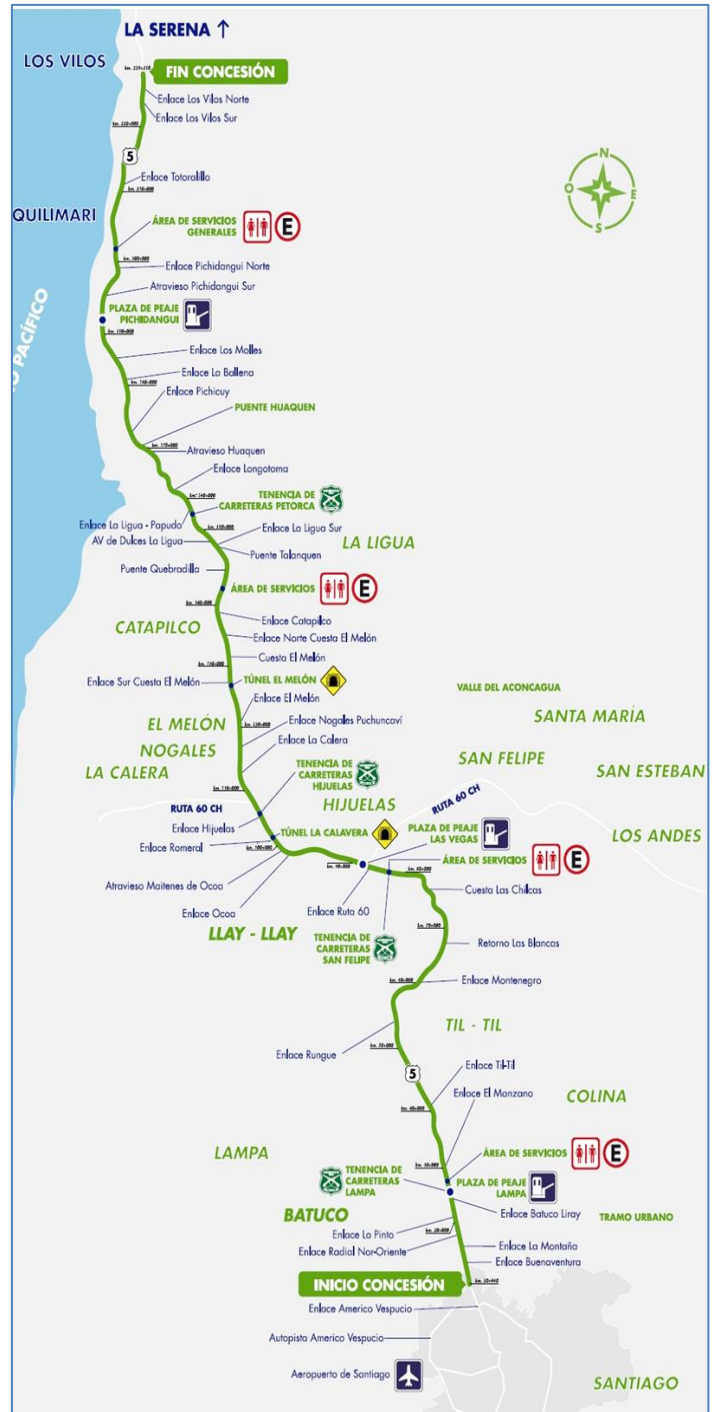 LA SERENA ↑
LOS VILOS
FIN CONCESIÓN
Enlace Los Vilos Norte
Enlace Los Vilos Sur
5
Enlace Totoralillo
QUILIMARI
ÁREA DE SERVICIOS
GENERALES
E
Enlace Pichidangui Norte
Atravieso Pichidangui Sur
PLAZA DE PEAJE
PICHIDANGUI
O PACÍFICO
N
O
E
S
Enlace Los Molles
Enlace La Ballena
Enlace Pichicuy
PUENTE HUAQUEN
Atravieso Huaquen
Enlace Longotoma
TENENCIA DE
CARRETERAS PETORCA
Enlace La Ligua - Papudo
AV de Dulces La Ligua
Enlace La Ligua Sur
LA LIGUA
Puente Talanquen
Puente Quebradilla
ÁREA DE SERVICIOS
E
Enlace Catapilco
CATAPILCO
Enlace Norte Cuesta El Melón
Cuesta El Melón
Enlace Sur Cuesta El Melón
TÚNEL EL MELÓN
Enlace El Melón
VALLE DEL ACONCAGUA
SANTA MARÍA
EL MELÓN
Enlace Nogales Puchuncaví
NOGALES
Enlace La Calera
LA CALERA
SAN FELIPE
SAN ESTEBAN
TENENCIA DE
CARRETERAS
HIJUELAS
HIJUELAS
RUTA 60 CH
RUTA 60 CH
Enlace Hijuelas
TÚNEL LA CALAVERA
PLAZA DE PEAJE
LAS VEGAS
LOS ANDES
Enlace Romeral
ÁREA DE SERVICIOS
E
Atravieso Maitenes de Ocoa
Cuesta Las Chilcas
Enlace Ocoa
Enlace Ruta 60
LLAY - LLAY
TENENCIA DE
CARRETERAS
SAN FELIPE
Retorno Las Blancas
Enlace Montenegro
TIL - TIL
Enlace Rungue
5
Enlace Til-Til
Enlace El Manzano
COLINA
LAMPA
ÁREA DE SERVICIOS
E
TENENCIA DE
CARRETERAS
LAMPA
PLAZA DE PEAJE
LAMPA
BATUCO
Enlace Batuco Liray
TRAMO URBANO
Enlace Lo Pinto
Enlace Radial Nor-Oriente
Enlace La Montaña
Enlace Buenaventura
INICIO CONCESIÓN
Enlace Americo Vespucio
Autopista Americo Vespucio
Aeropuerto de Santiago
SANTIAGO